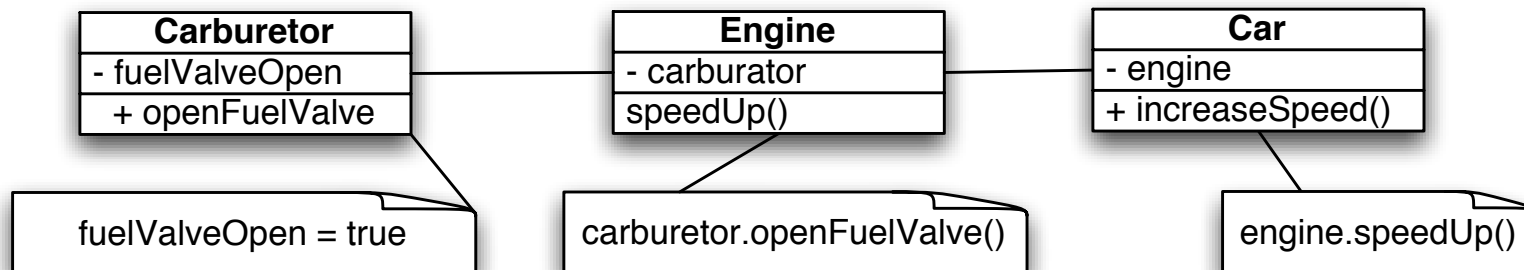 Carburetor
- fuelValveOpen
+ openFuelValve
fuelValveOpen = true
Engine
- carburator
speedUp()
carburetor.openFuelValve()
Car
- engine
+ increaseSpeed()
engine.speedUp()